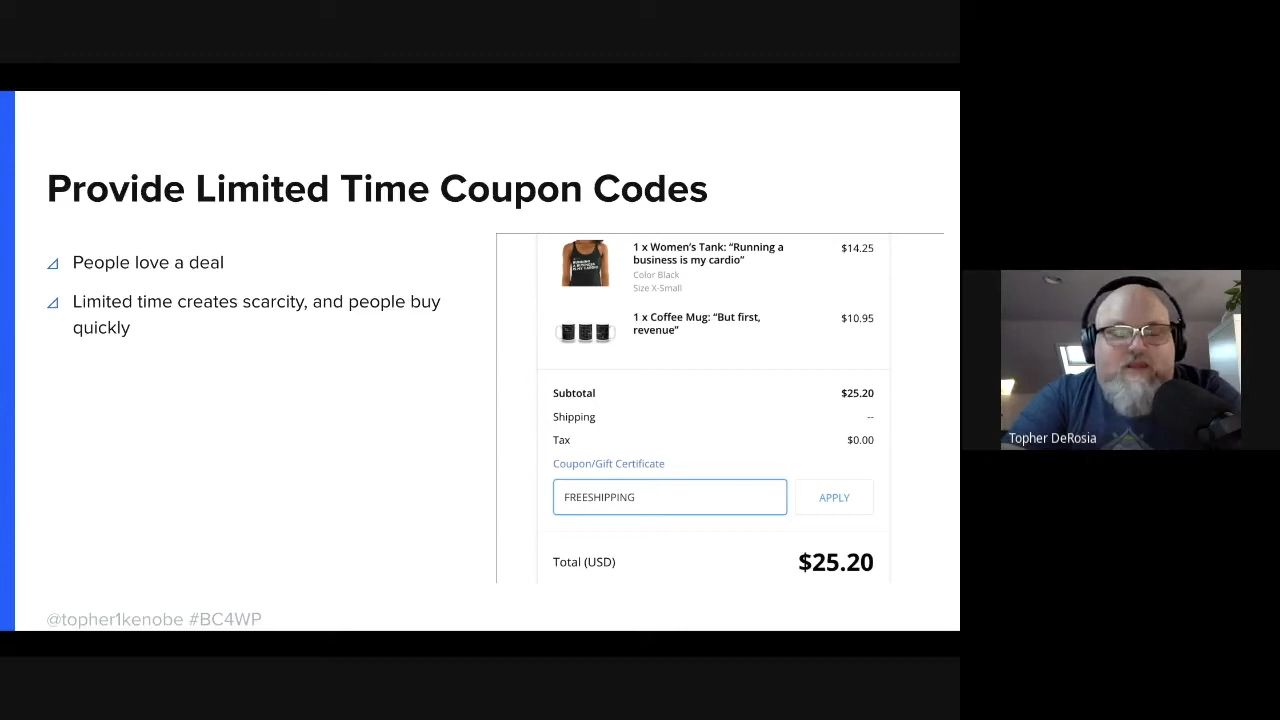 Provide Limited Time Coupon Codes
People love a deal
Limited time creates scarcity, and people buy
quickly
1 x Women’s Tank: “Running a
business is my cardio”
$14.25
Color Black
Size X-Small
1 x Coffee Mug: “But first,
revenue”
$10.95
Subtotal
$25.20
Shipping
--
Tax
$0.00
Coupon/Gift Certificate
FREESHIPPING
APPLY
Total (USD)
$25.20
@topher1kenobe #BC4WP
Topher DeRosia